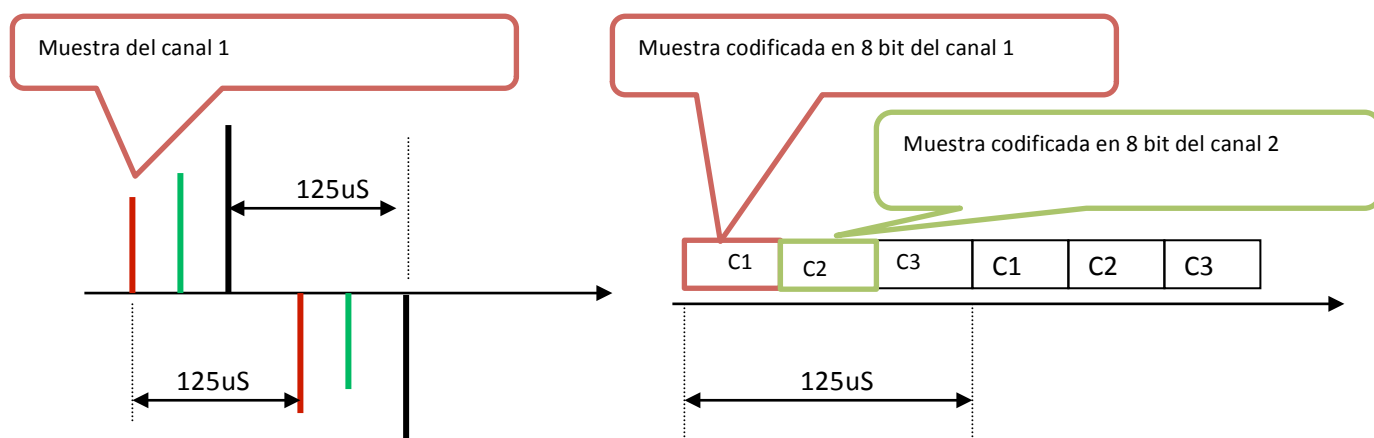 Muestra del canal 1
Muestra codificada en 8 bit del canal 1
Muestra codificada en 8 bit del canal 2
125uS
C1
C2
C3
C1
C2
C3
125uS
125uS